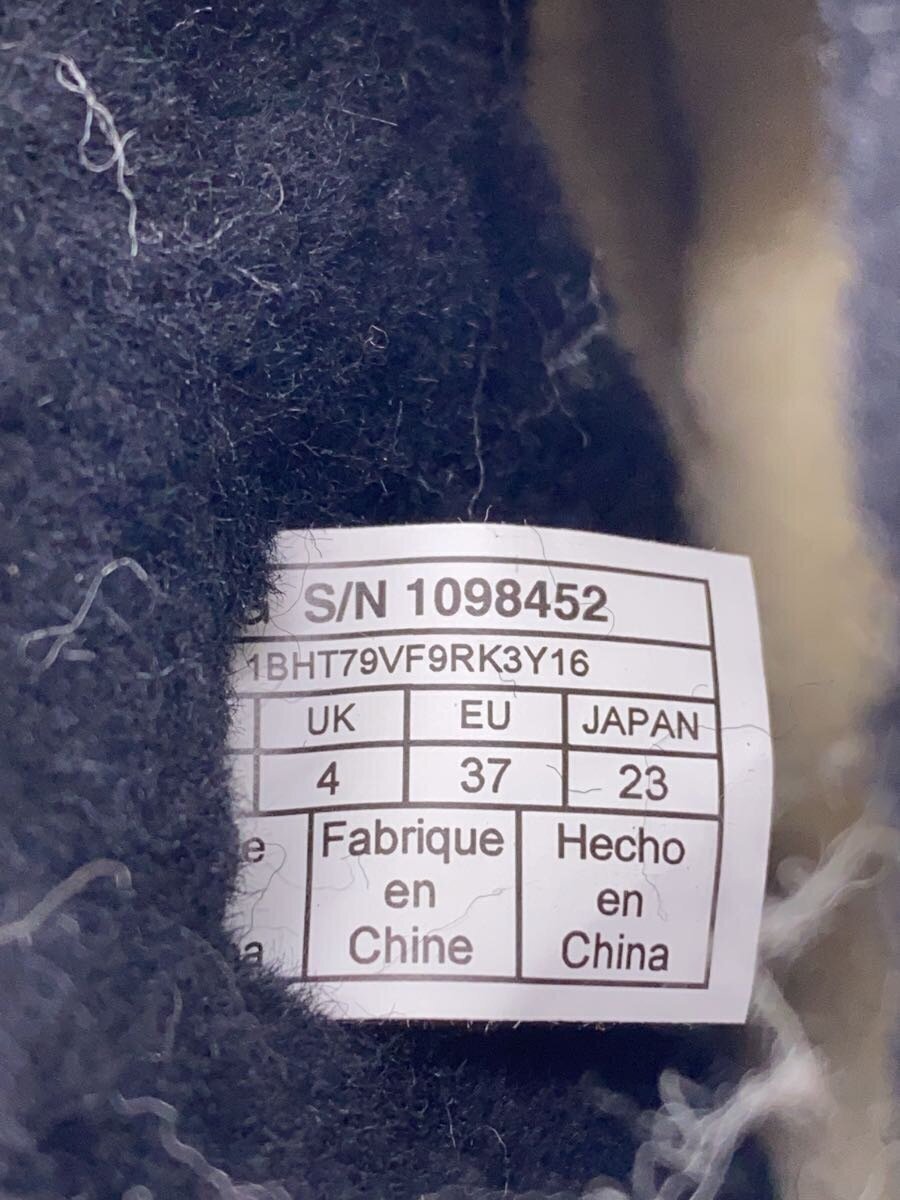 S/N 1098452
1BHT79VF9RK3Y16
UK EU JAPAN
4 37 23
Fabrique Hecho
en en
Chine China